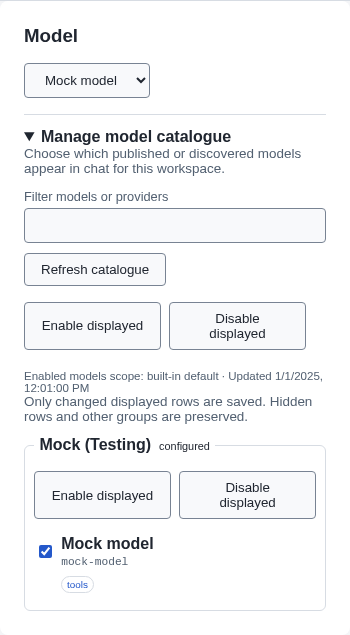 Model
Mock model
Manage model catalogue
Choose which published or discovered models
appear in chat for this workspace.
Filter models or providers
Refresh catalogue
Enable displayed
Disable
displayed
Enabled models scope: built-in default · Updated 1/1/2025,
12:01:00 PM
Only changed displayed rows are saved. Hidden
rows and other groups are preserved.
Mock (Testing) configured
Enable displayed
Disable
displayed
Mock model
mock-model
tools